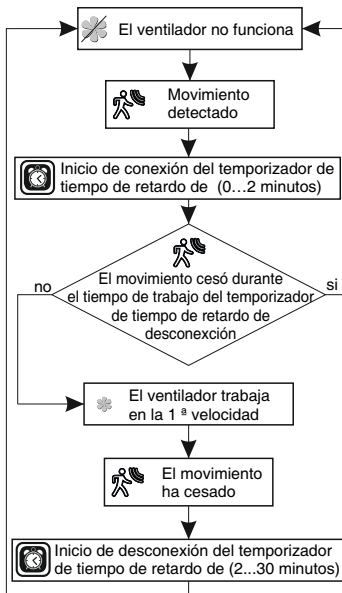 El ventilador no funciona
Movimiento
detectado
Inicio de conexión del temporizador de
tiempo de retardo de (0...2 minutos)
no
si
El movimiento cesó durante
el tiempo de trabajo del temporizador
de tiempo de retardo de
desconexción
El ventilador trabaja
en la 1 ª velocidad
El movimiento
ha cesado
Inicio de desconexión del temporizador
de tiempo de retardo de (2...30 minutos)